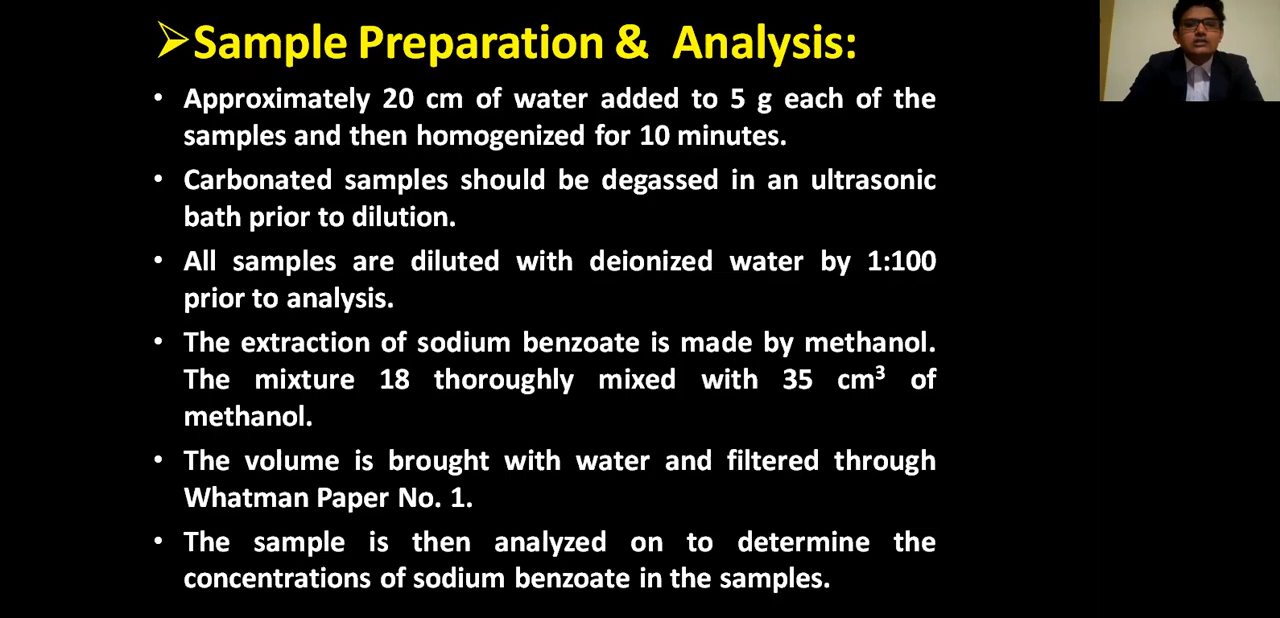 ➢Sample Preparation & Analysis:
• Approximately 20 cm of water added to 5 g each of the
samples and then homogenized for 10 minutes.
• Carbonated samples should be degassed in an ultrasonic
bath prior to dilution.
• All samples are diluted with deionized water by 1:100
prior to analysis.
• The extraction of sodium benzoate is made by methanol.
The mixture 18 thoroughly mixed with 35 cm³ of
methanol.
• The volume is brought with water and filtered through
Whatman Paper No. 1.
• The sample is then analyzed on to determine the
concentrations of sodium benzoate in the samples.